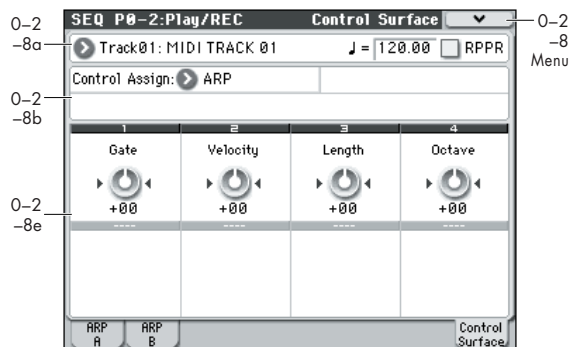 SEQ P0-2:Play/REC Control Surface
0–2
–8a
Track01: MIDI TRACK 01 ♩ = 120.00 RPPR
0–2
–8
Menu
Control Assign: ARP
0–2
–8b
1 2 3 4
Gate Velocity Length Octave
+00 +00 +00 +00
0–2
–8e
---- ---- ---- ----
ARP A
ARP B
Control Surface